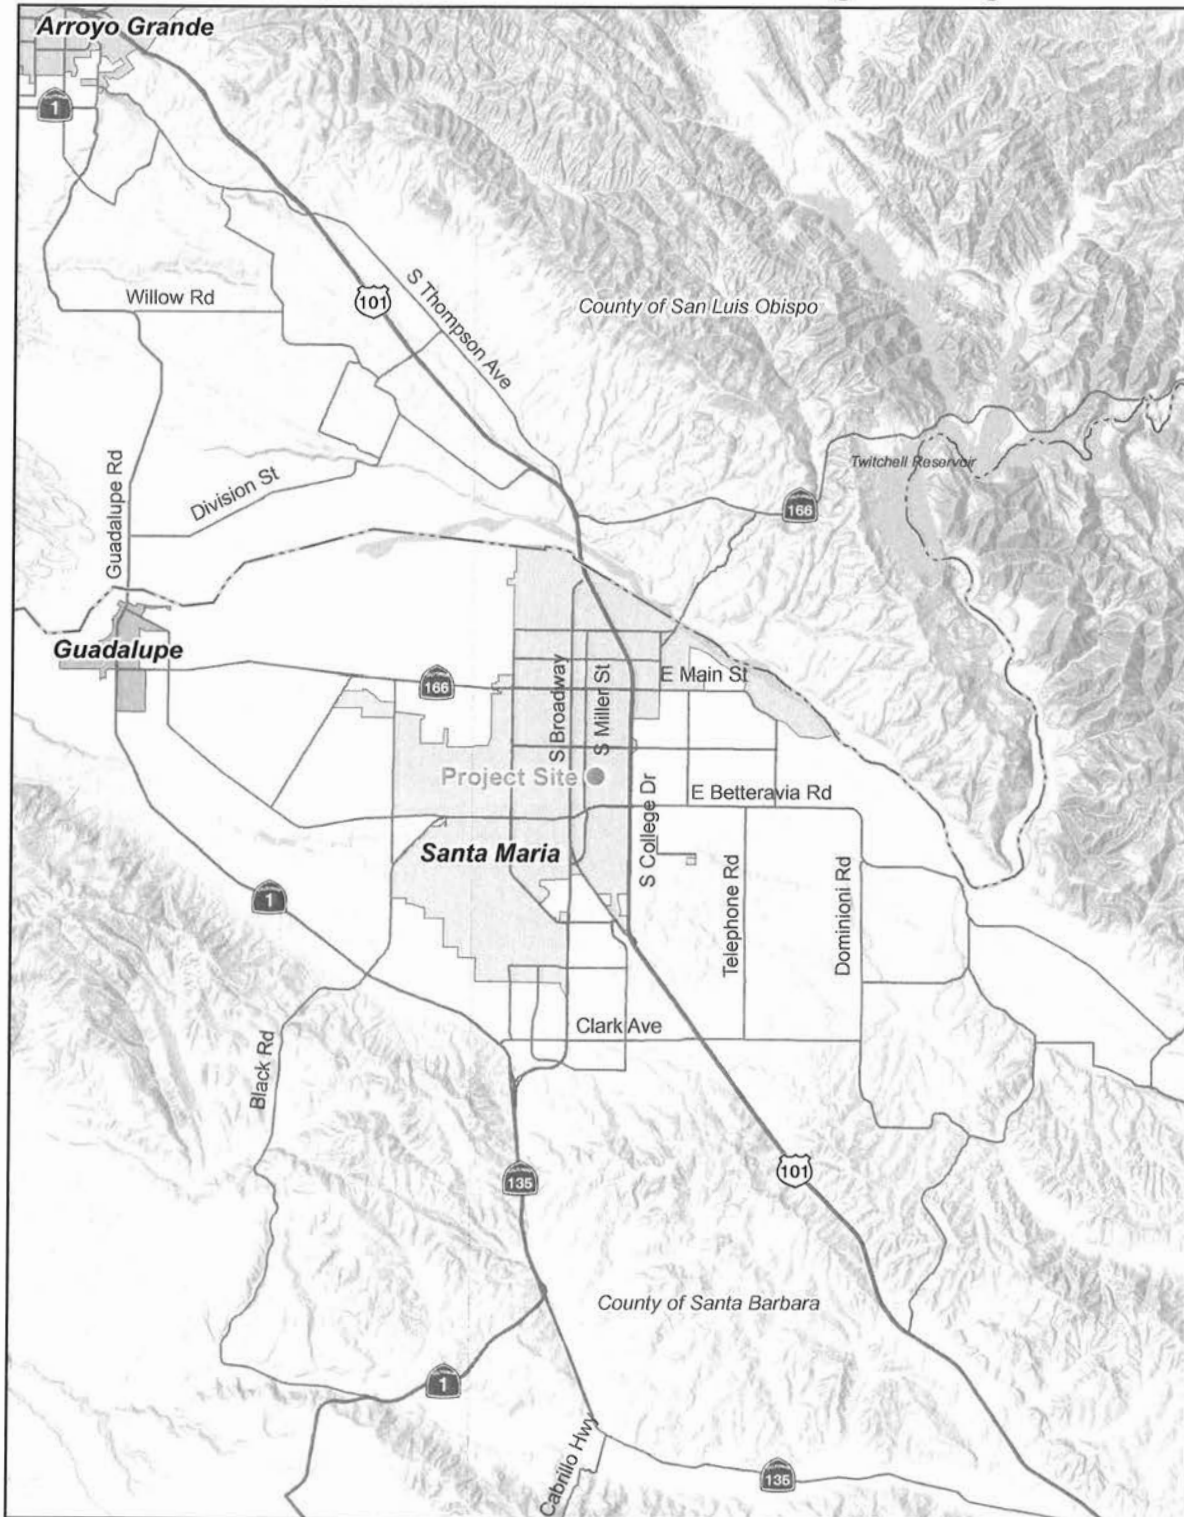 Arroyo Grande
1
Willow Rd
101
S Thompson Ave
County of San Luis Obispo
Guadalupe Rd
Division St
Twitchell Reservoir
166
Guadalupe
166
S Broadway
S Miller St
E Main St
Project Site
S College Dr
E Betteravia Rd
Santa Maria
1
Telephone Rd
Dominioni Rd
Black Rd
Clark Ave
135
101
County of Santa Barbara
1
Cabrillo Hwy
135